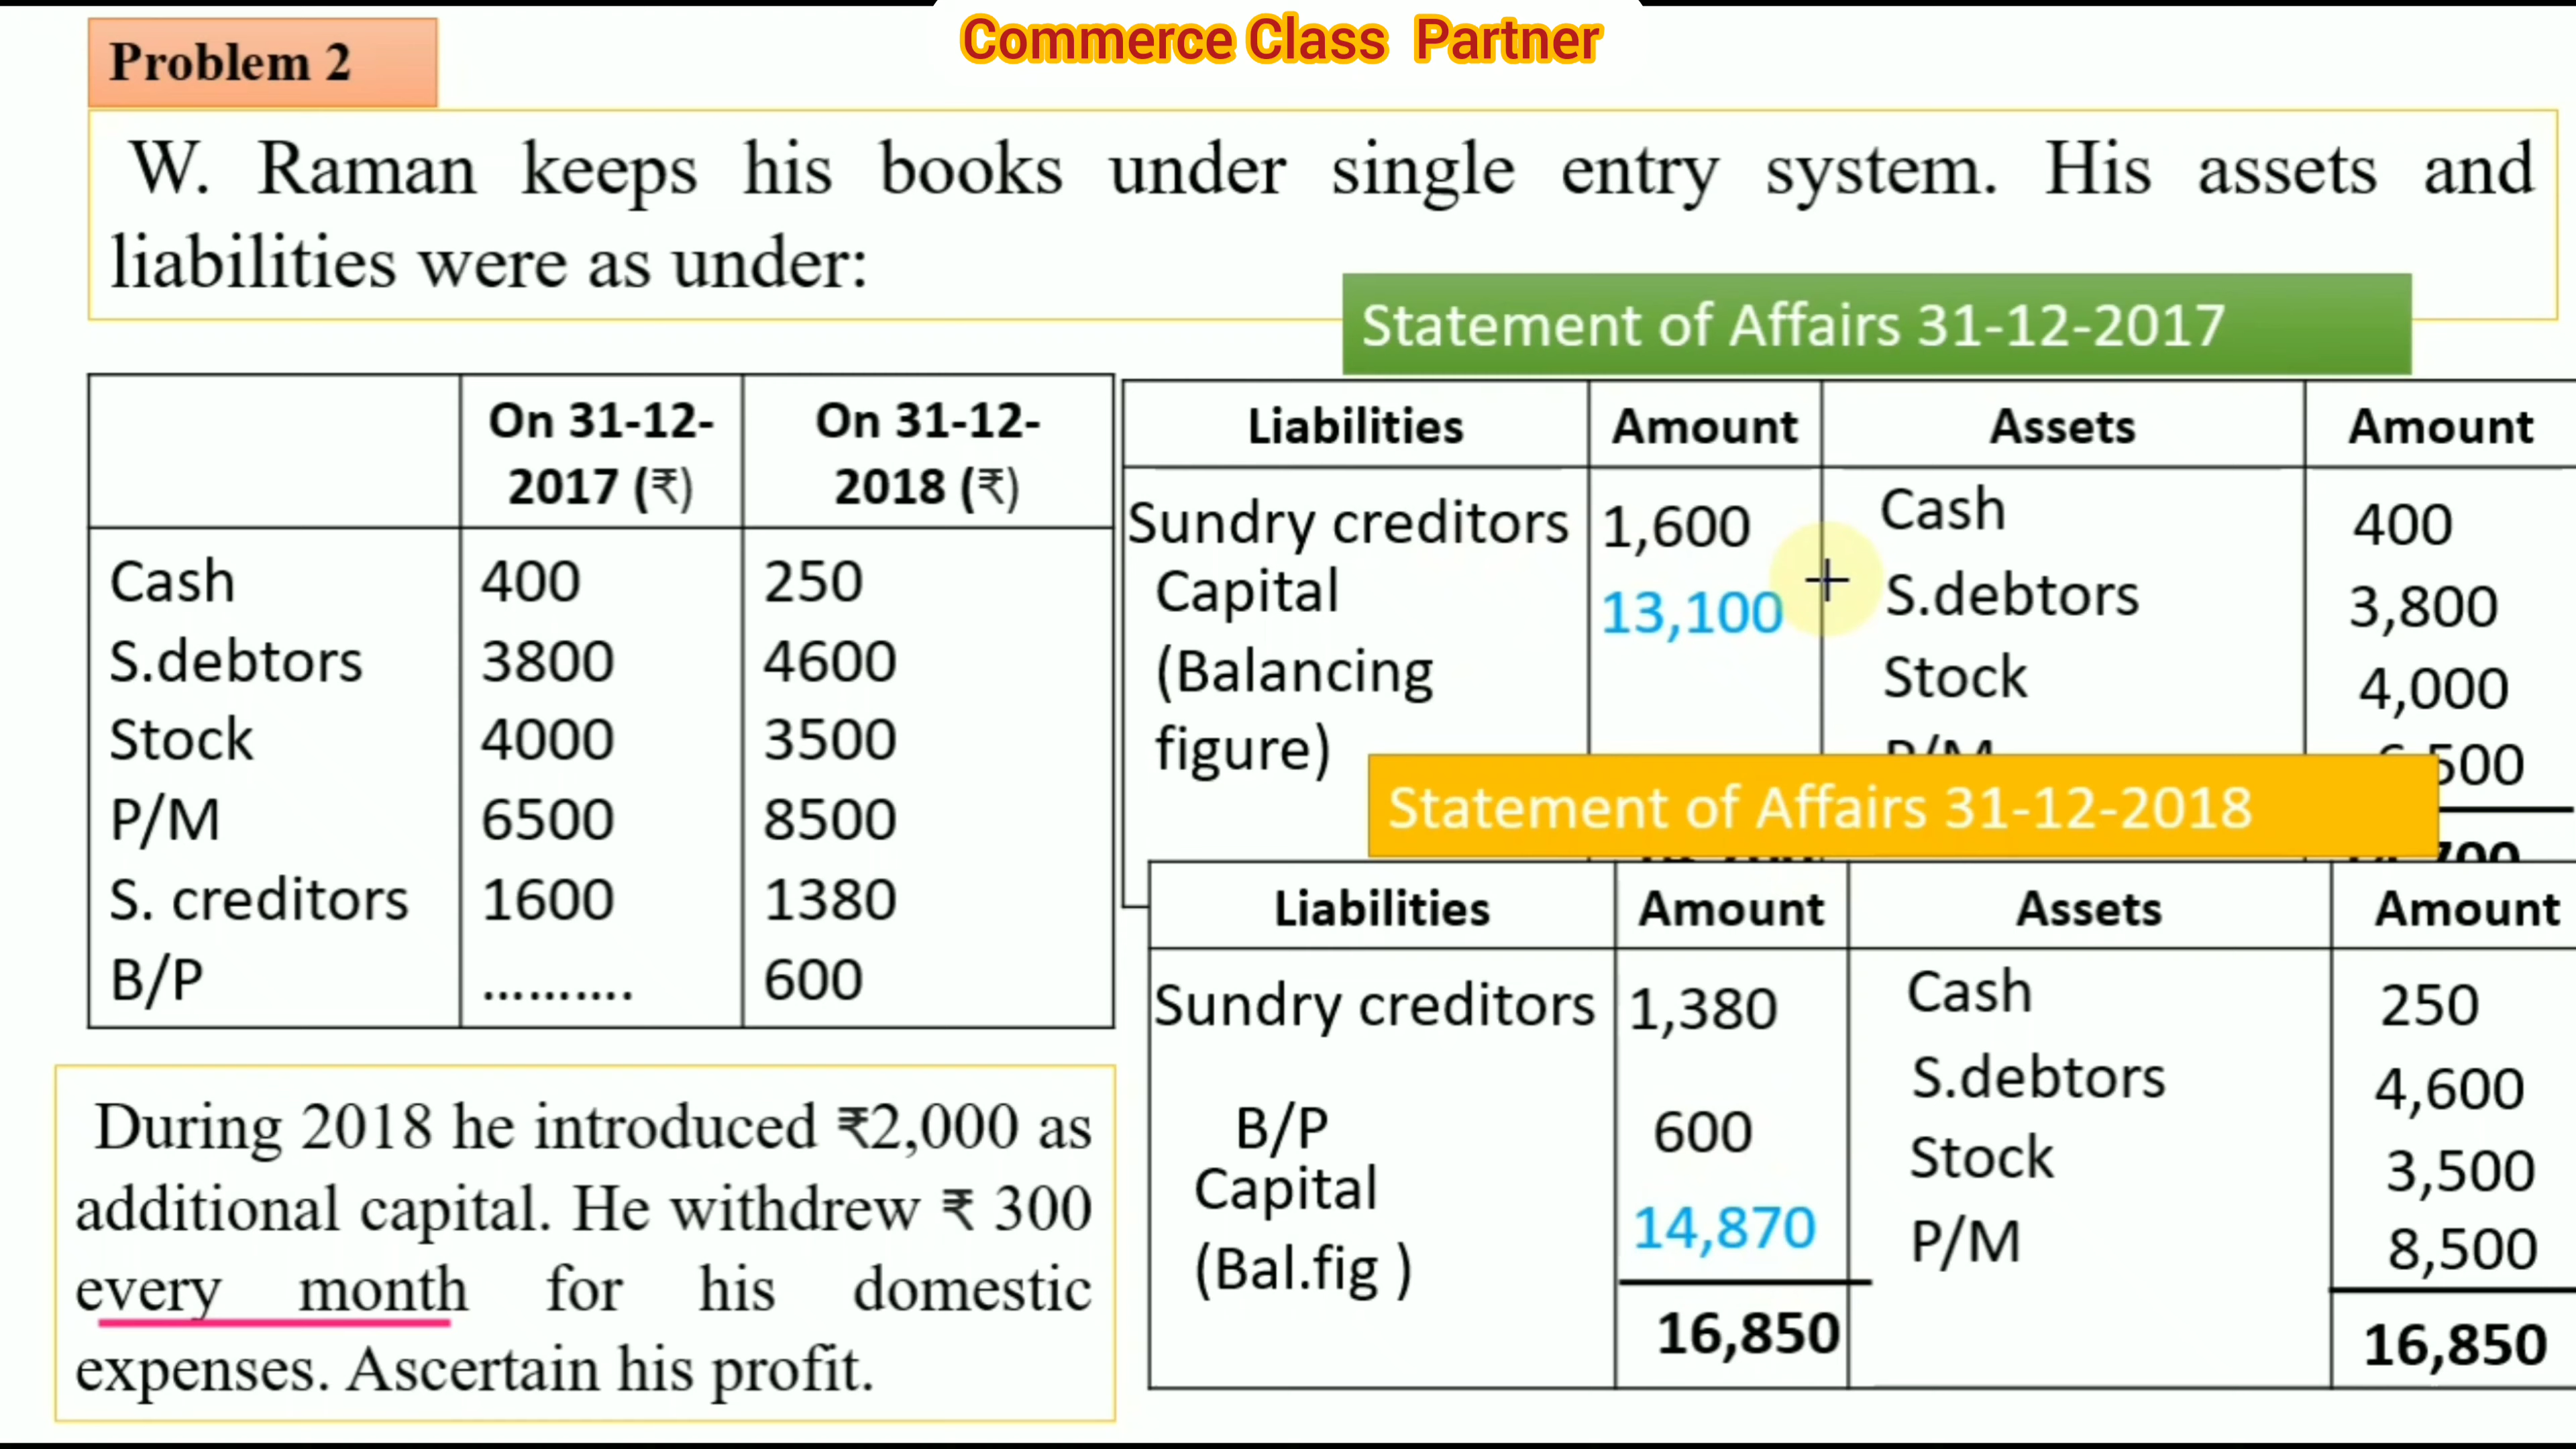 Commerce Class Partner
Problem 2
W. Raman keeps his books under single entry system. His assets and
liabilities were as under:
Statement of Affairs 31-12-2017
On 31-12-2017 (₹) On 31-12-2018 (₹)
Cash 400 250
S.debtors 3800 4600
Stock 4000 3500
P/M 6500 8500
S. creditors 1600 1380
B/P .......... 600
Liabilities Amount Assets Amount
Sundry creditors 1,600 Cash 400
Capital 13,100 S.debtors 3,800
(Balancing Stock 4,000
figure) P/M 500
Statement of Affairs 31-12-2018
Liabilities Amount Assets Amount
Sundry creditors 1,380 Cash 250
B/P 600 S.debtors 4,600
Capital 14,870 Stock 3,500
(Bal.fig ) P/M 8,500
16,850 16,850
During 2018 he introduced ₹2,000 as
additional capital. He withdrew ₹ 300
every month for his domestic
expenses. Ascertain his profit.